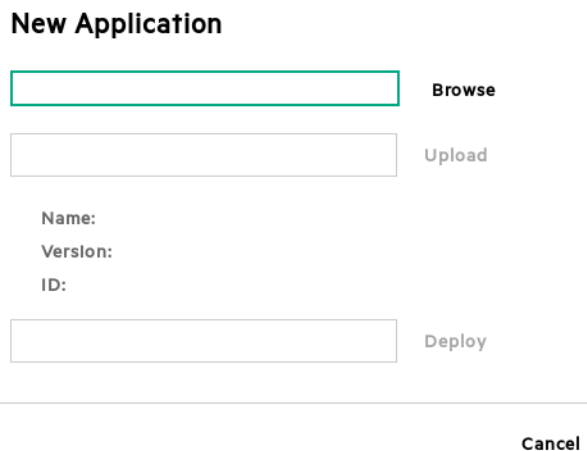 New Application
Browse
Upload
Name:
Version:
ID:
Deploy
Cancel